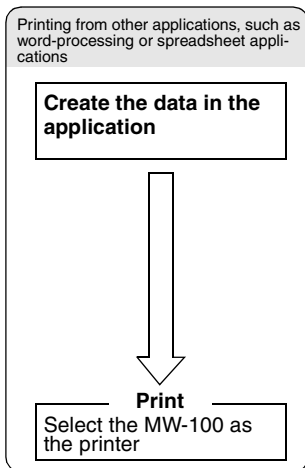 Printing from other applications, such as
word-processing or spreadsheet appli-
cations
Create the data in the
application
Print
Select the MW-100 as
the printer